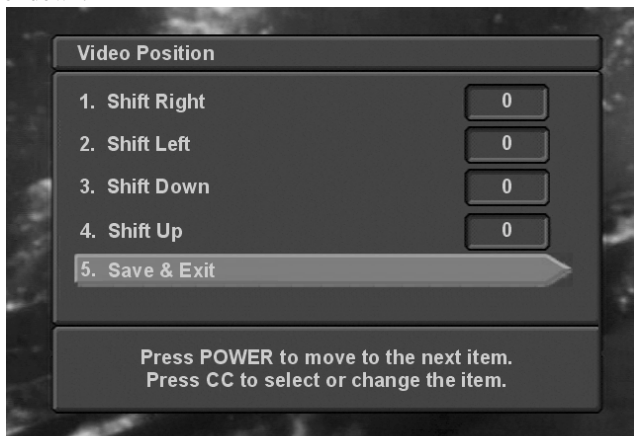 Video Position
1. Shift Right 0
2. Shift Left 0
3. Shift Down 0
4. Shift Up 0
5. Save & Exit
Press POWER to move to the next item.
Press CC to select or change the item.